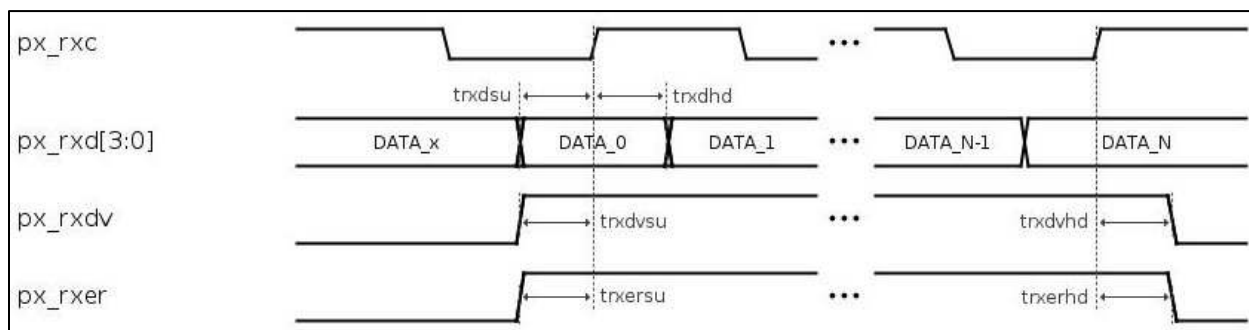 px_rxc
trxdsu trxdhd
px_rxd[3:0] DATA_x DATA_0 DATA_1 ••• DATA_N-1 DATA_N
px_rxdv trxdvsu ••• trxdvhd
px_rxer trxersu ••• trxerhd